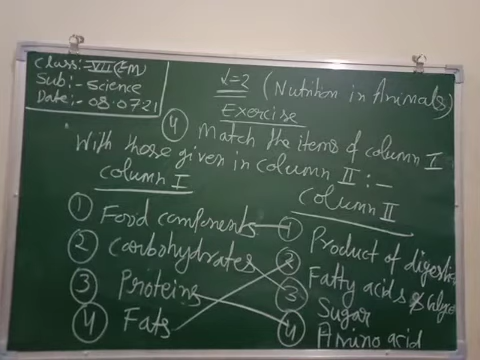 Class:- VII (EM)
Sub:- Science
Date:- 08.07.21
L=2 (Nutrition in Animals)
Exercise
4 Match the items of column I
With those given in column II :-
Column I
Column II
1 Food components 1 Product of digestion
2 Carbohydrates 2 Fatty acids &
3 Proteins 3 Sugar
4 Fats 4 Amino acid